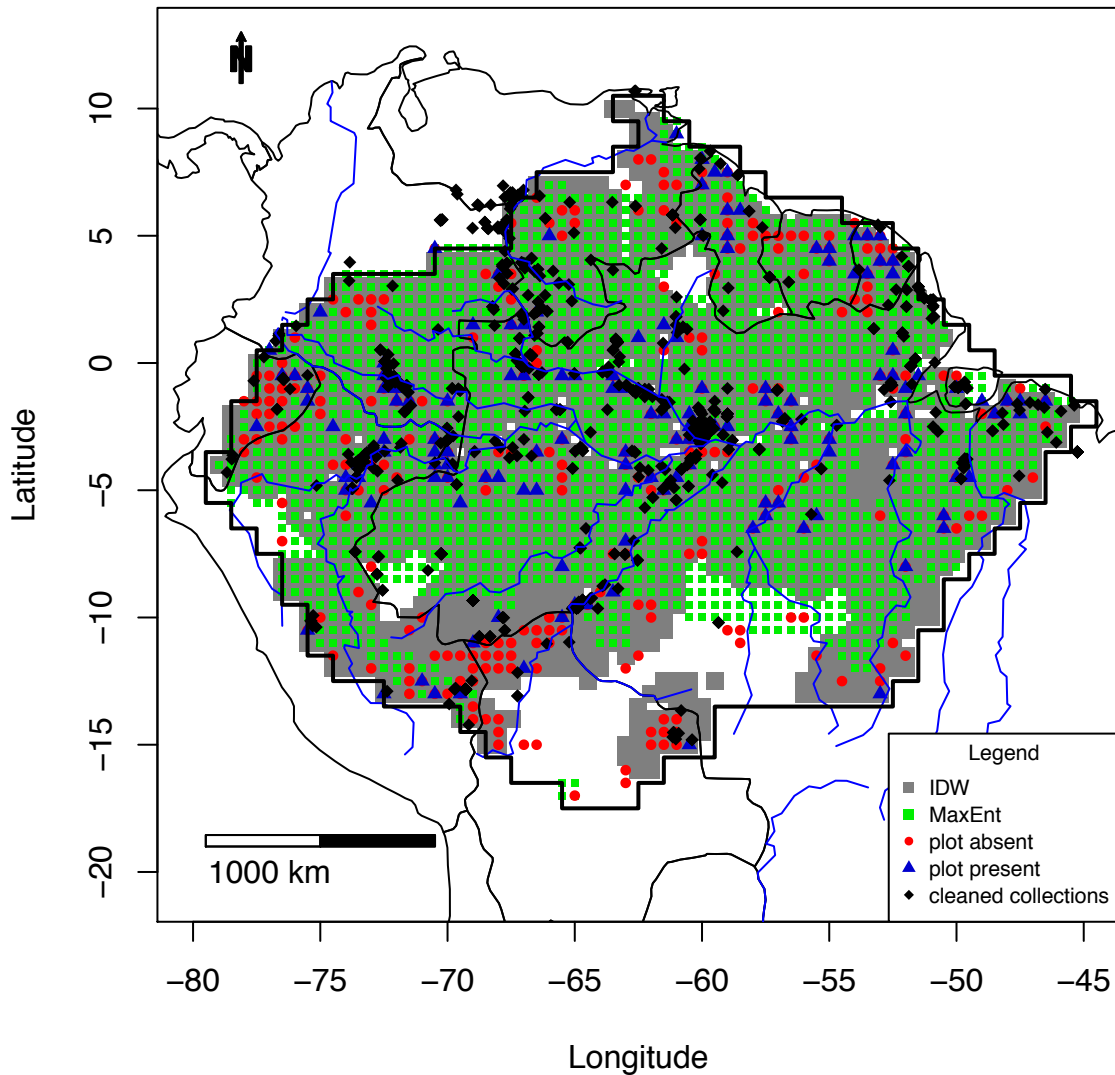 N
10
5
0
−5
−10
−15
−20
Latitude
1000 km
Legend
IDW
MaxEnt
plot absent
plot present
cleaned collections
−80 −75 −70 −65 −60 −55 −50 −45
Longitude